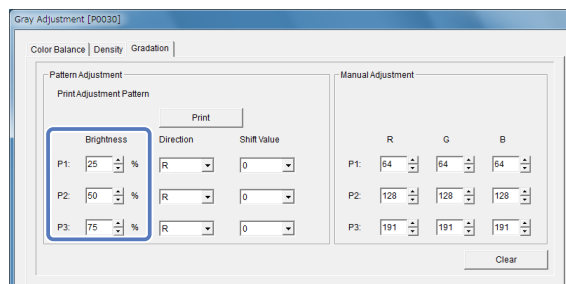 Gray Adjustment [P0030]
Color Balance Density Gradation
Pattern Adjustment Manual Adjustment
Print Adjustment Pattern
Print
Brightness Direction Shift Value R G B
P1: 25 % R 0 P1: 64 64 64
P2: 50 % R 0 P2: 128 128 128
P3: 75 % R 0 P3: 191 191 191
Clear